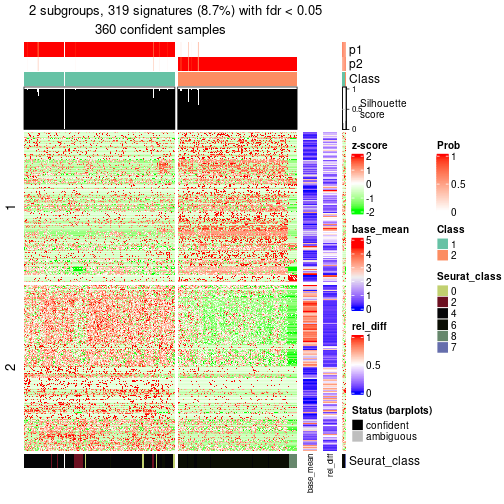 2 subgroups, 319 signatures (8.7%) with fdr < 0.05
360 confident samples
p1
p2
Class
1
0.5
0
Silhouette
score
1
2
z-score
2
1
0
-1
-2
base_mean
5
4
3
2
1
0
rel_diff
1
0.5
0
Status (barplots)
confident
ambiguous
Prob
1
0.5
0
Class
1
2
Seurat_class
0
2
4
6
8
7
base_mean
rel_diff
Seurat_class